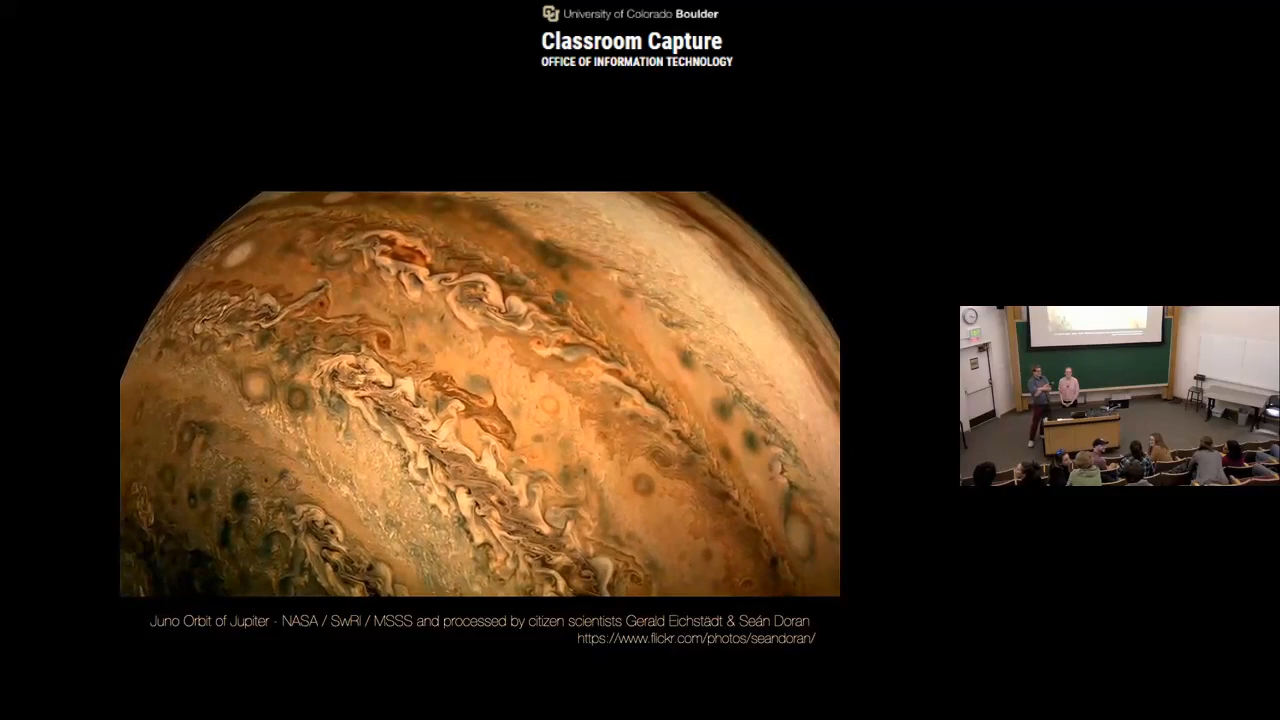 University of Colorado Boulder
Classroom Capture
OFFICE OF INFORMATION TECHNOLOGY
Juno Orbit of Jupiter - NASA / SwRI / MSSS and processed by citizen scientists Gerald Eichstädt & Seán Doran
https://www.flickr.com/photos/seandoran/